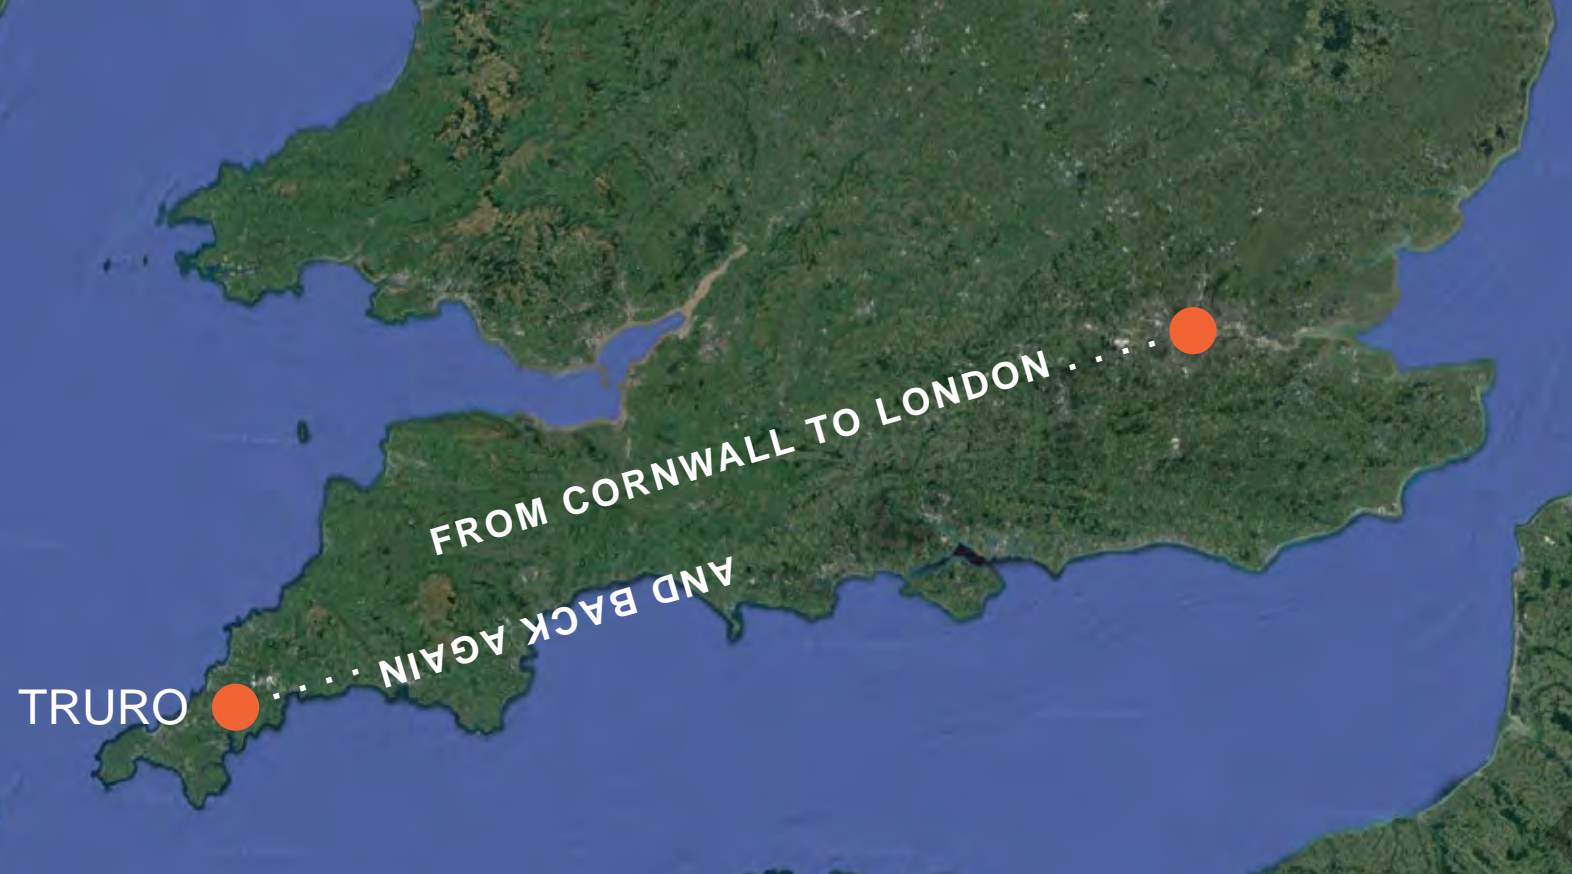 FROM CORNWALL TO LONDON . . . .
AND BACK AGAIN . . . .
TRURO